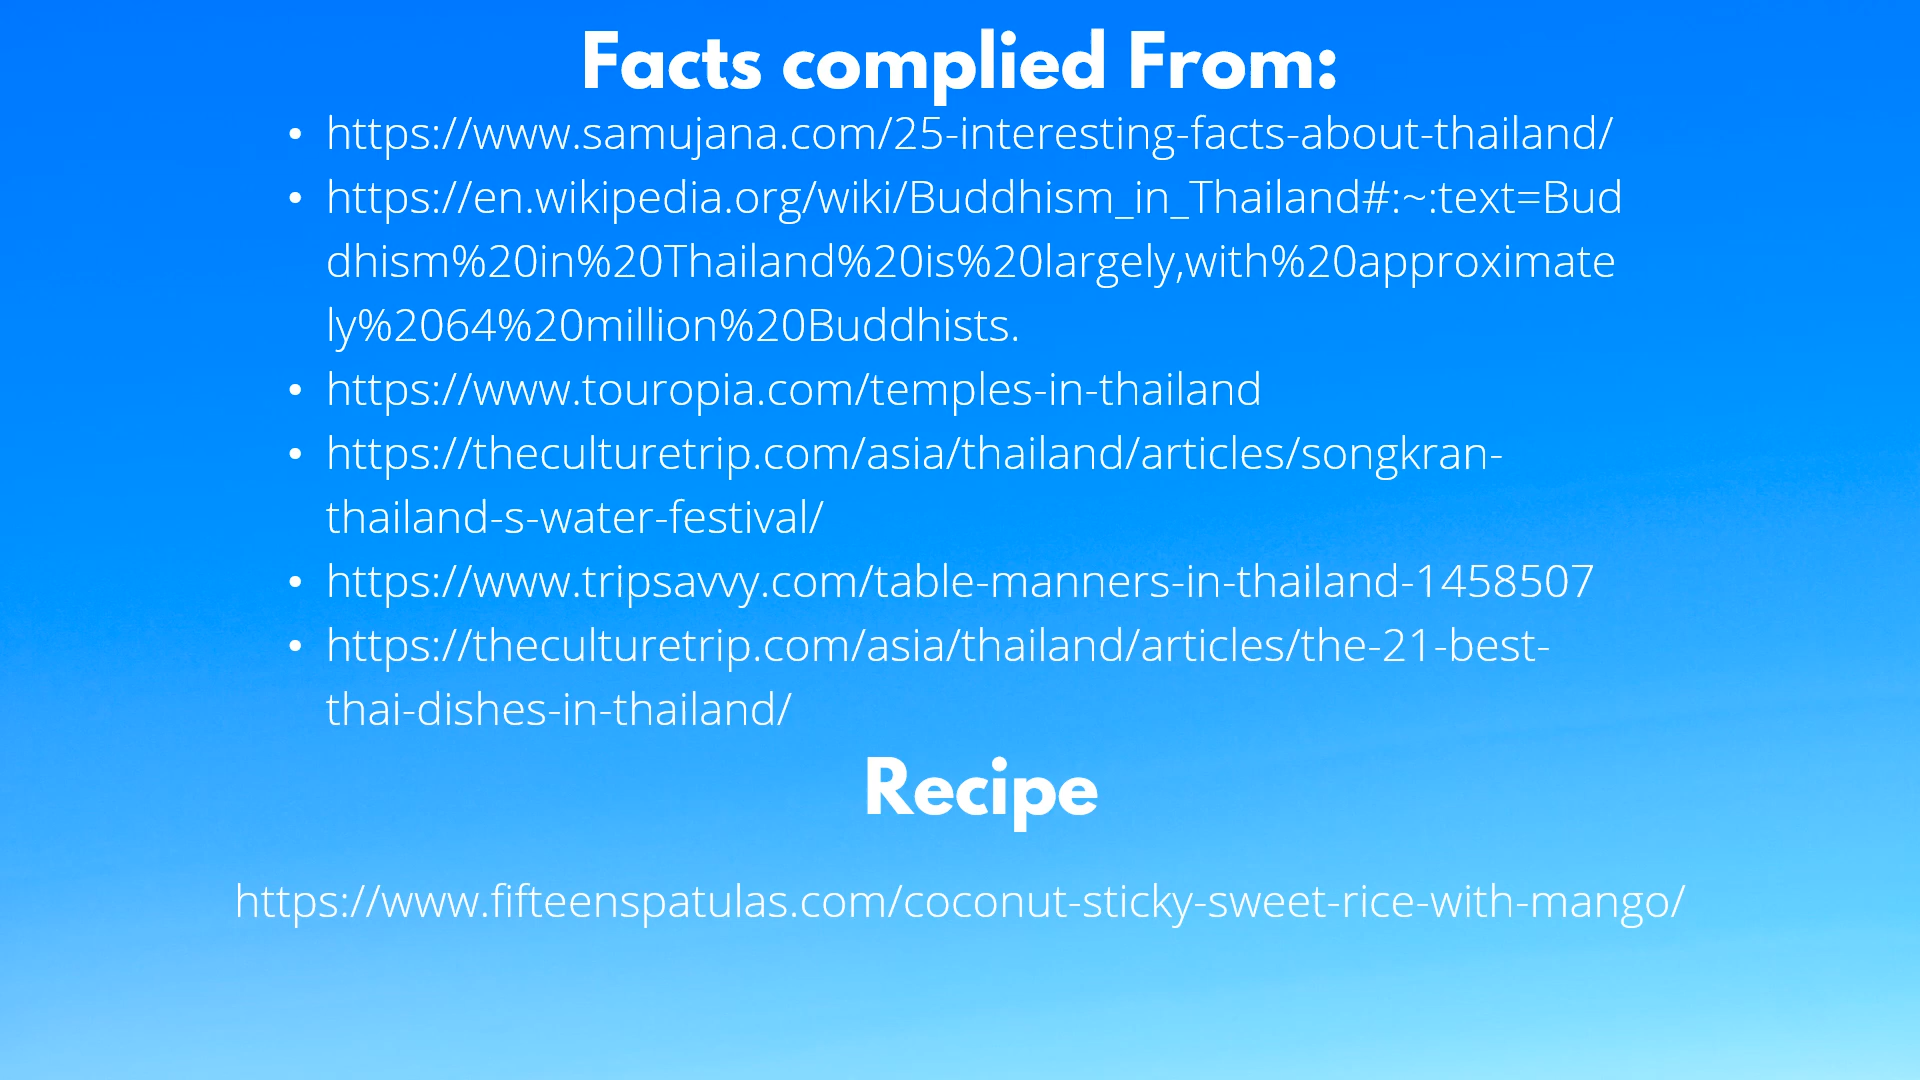 Facts complied From:
• https://www.samujana.com/25-interesting-facts-about-thailand/
• https://en.wikipedia.org/wiki/Buddhism_in_Thailand#:~:text=Bud
dhism%20in%20Thailand%20is%20largely,with%20approximate
ly%2064%20million%20Buddhists.
• https://www.touropia.com/temples-in-thailand
• https://theculturetrip.com/asia/thailand/articles/songkran-
thailand-s-water-festival/
• https://www.tripsavvy.com/table-manners-in-thailand-1458507
• https://theculturetrip.com/asia/thailand/articles/the-21-best-
thai-dishes-in-thailand/
Recipe
https://www.fifteenspatulas.com/coconut-sticky-sweet-rice-with-mango/